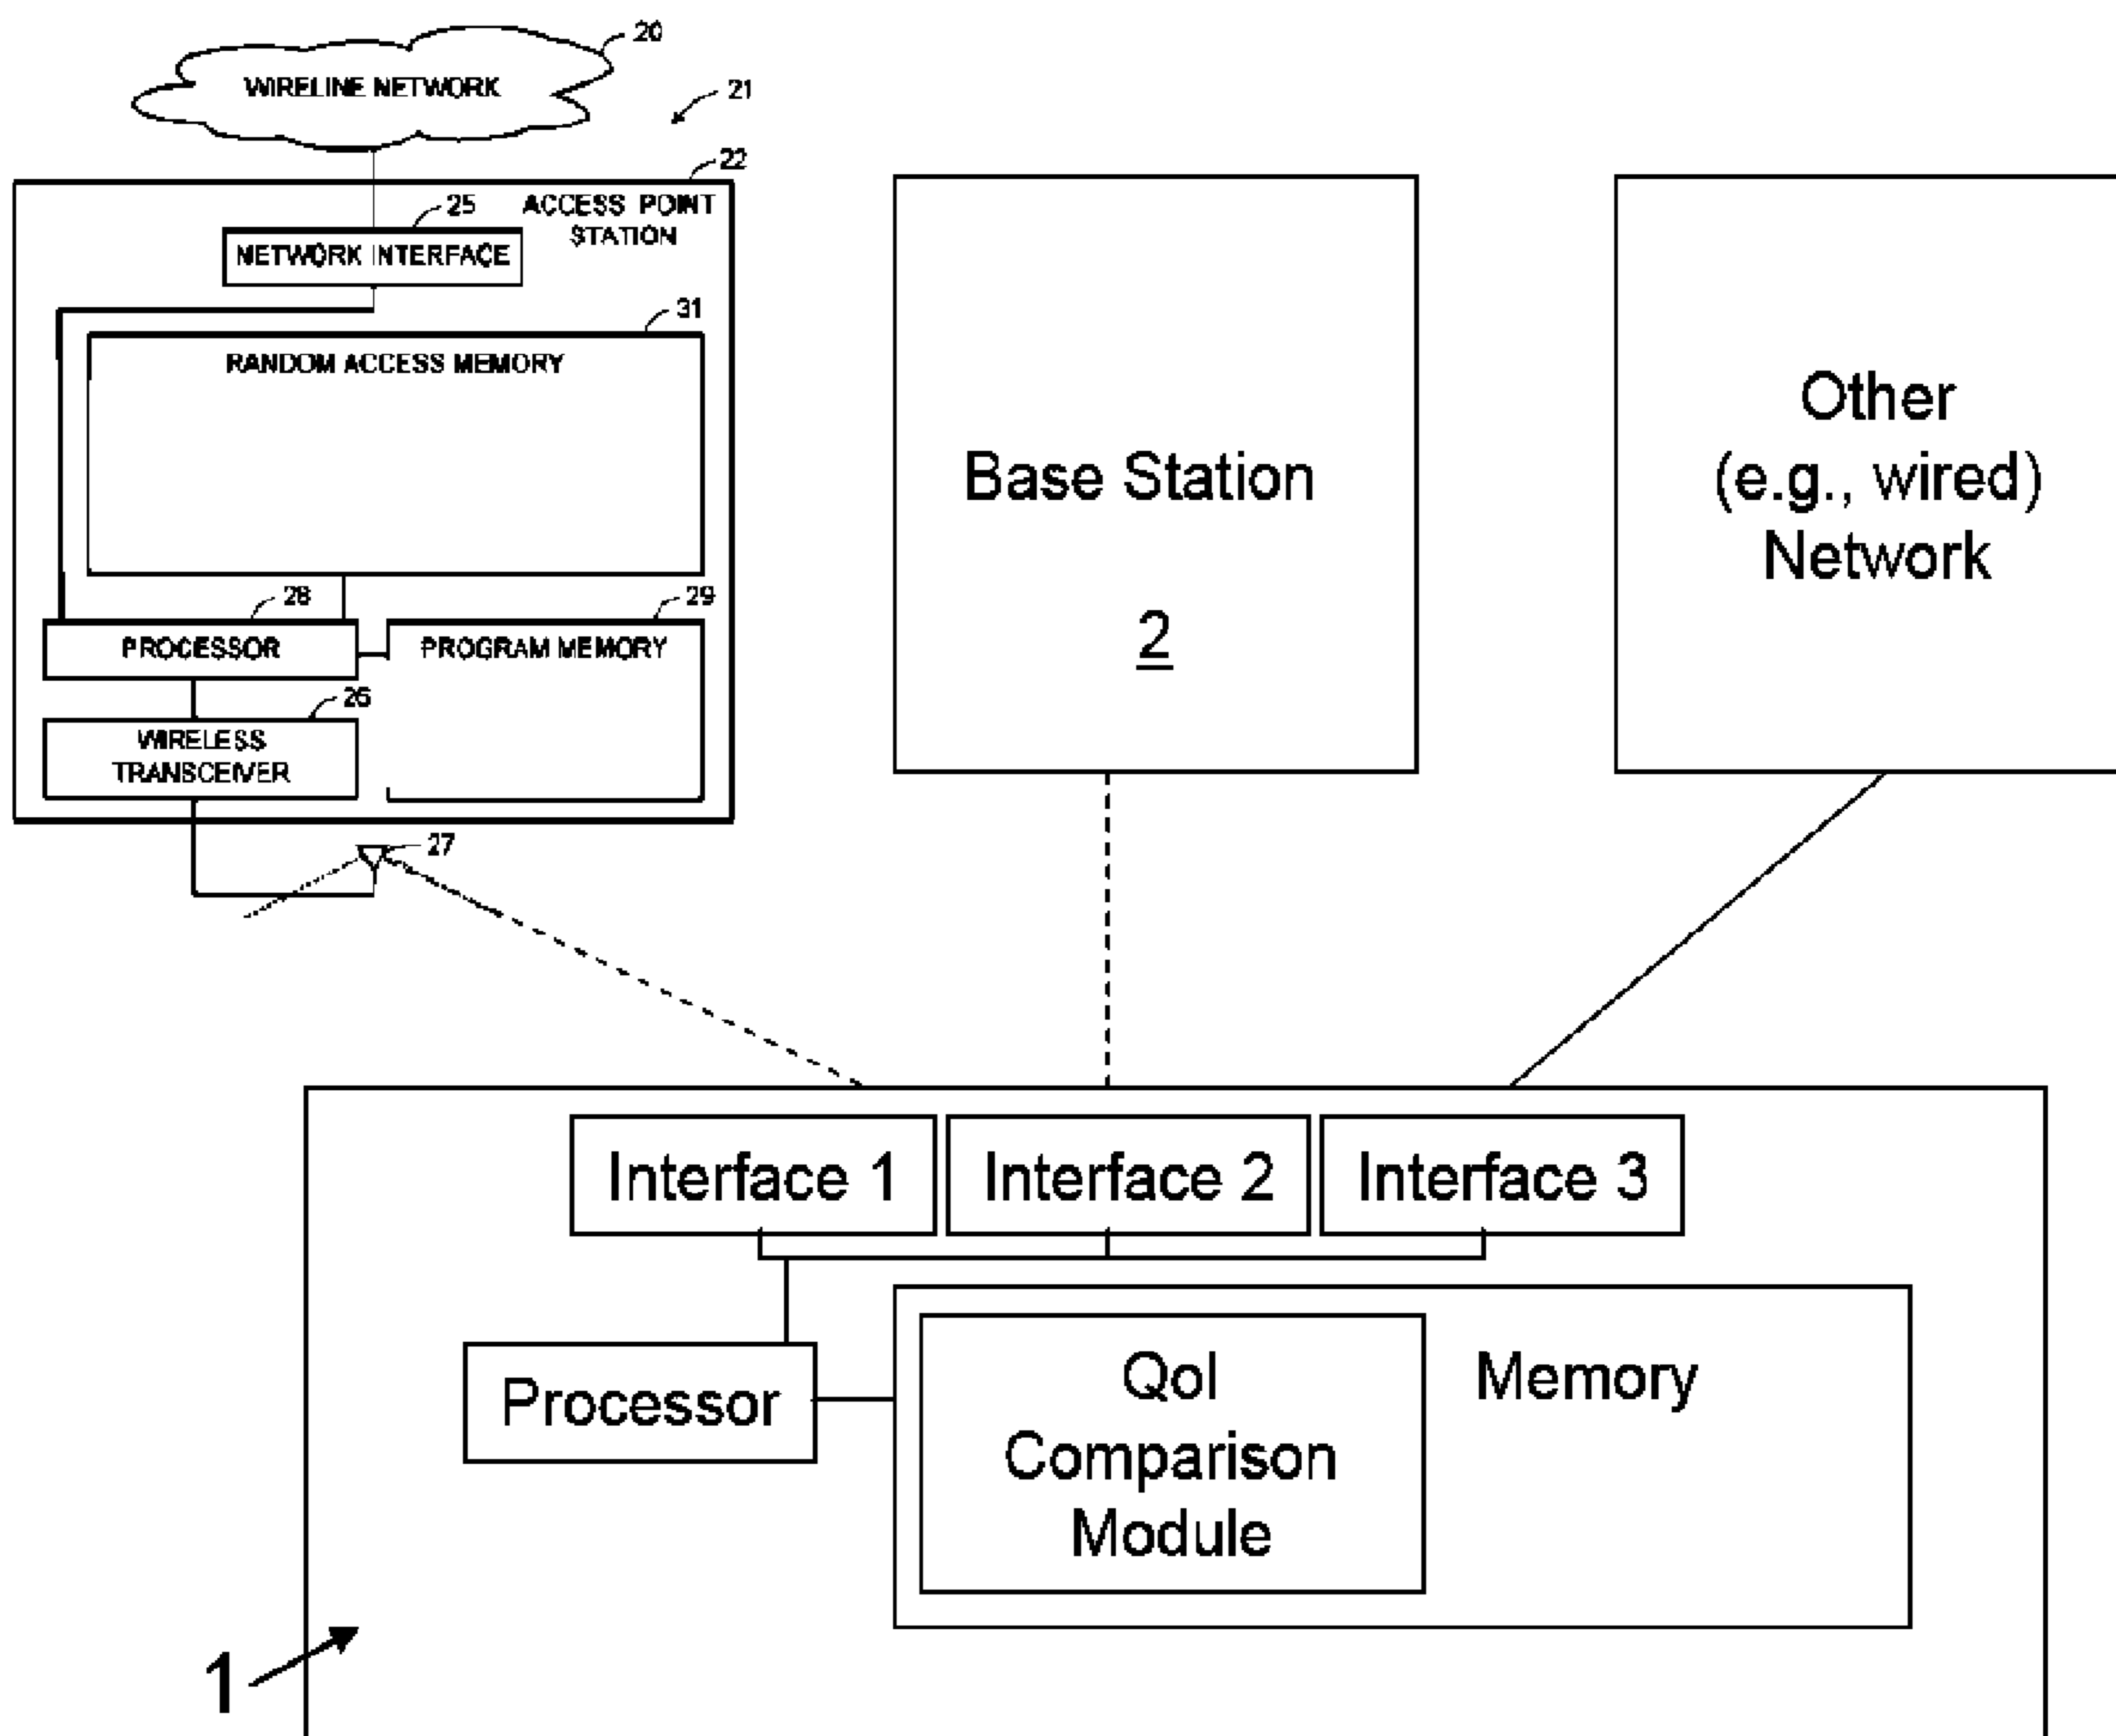 20
WIRELINE NETWORK
21
22
ACCESS POINT
STATION
25
NETWORK INTERFACE
31
RANDOM ACCESS MEMORY
28
PROCESSOR
29
PROGRAM MEMORY
26
WIRELESS
TRANSCEIVER
27
Base Station
2
Other
(e.g., wired)
Network
Interface 1
Interface 2
Interface 3
Processor
QoI
Comparison
Module
Memory
1